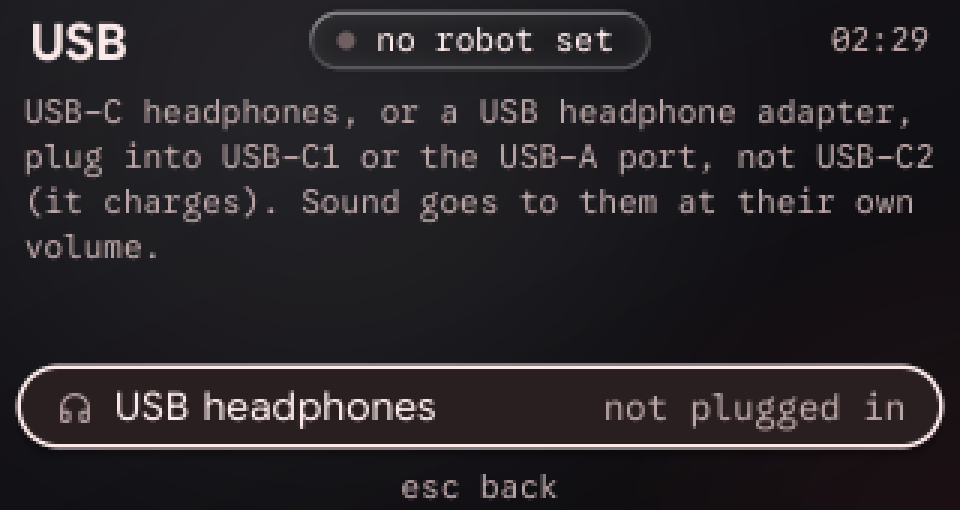 USB
no robot set
02:29
USB-C headphones, or a USB headphone adapter,
plug into USB-C1 or the USB-A port, not USB-C2
(it charges). Sound goes to them at their own
volume.
USB headphones
not plugged in
esc back